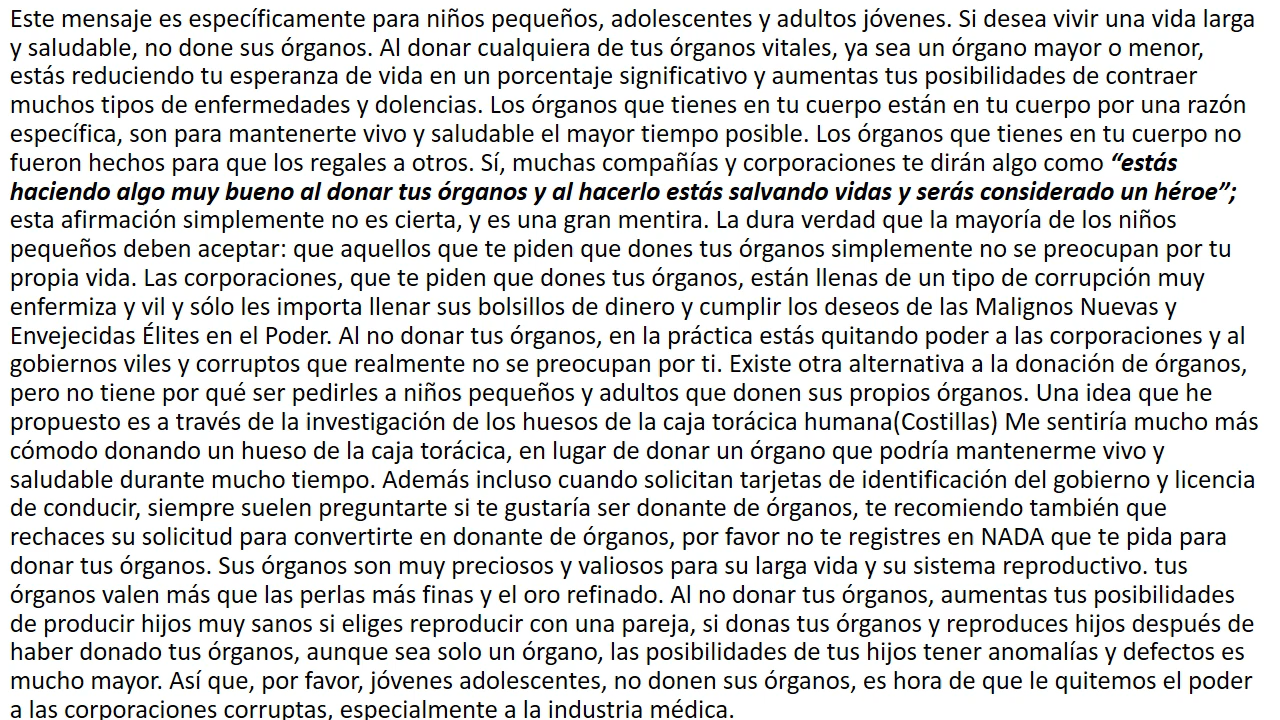 Este mensaje es específicamente para niños pequeños, adolescentes y adultos jóvenes. Si desea vivir una vida larga
y saludable, no done sus órganos. Al donar cualquiera de tus órganos vitales, ya sea un órgano mayor o menor,
estás reduciendo tu esperanza de vida en un porcentaje significativo y aumentas tus posibilidades de contraer
muchos tipos de enfermedades y dolencias. Los órganos que tienes en tu cuerpo están en tu cuerpo por una razón
específica, son para mantenerte vivo y saludable el mayor tiempo posible. Los órganos que tienes en tu cuerpo no
fueron hechos para que los regales a otros. Sí, muchas compañías y corporaciones te dirán algo como “estás
haciendo algo muy bueno al donar tus órganos y al hacerlo estás salvando vidas y serás considerado un héroe”;
esta afirmación simplemente no es cierta, y es una gran mentira. La dura verdad que la mayoría de los niños
pequeños deben aceptar: que aquellos que te piden que dones tus órganos simplemente no se preocupan por tu
propia vida. Las corporaciones, que te piden que dones tus órganos, están llenas de un tipo de corrupción muy
enfermiza y vil y sólo les importa llenar sus bolsillos de dinero y cumplir los deseos de las Malignos Nuevas y
Envejecidas Élites en el Poder. Al no donar tus órganos, en la práctica estás quitando poder a las corporaciones y al
gobiernos viles y corruptos que realmente no se preocupan por ti. Existe otra alternativa a la donación de órganos,
pero no tiene por qué ser pedirles a niños pequeños y adultos que donen sus propios órganos. Una idea que he
propuesto es a través de la investigación de los huesos de la caja torácica humana(Costillas) Me sentiría mucho más
cómodo donando un hueso de la caja torácica, en lugar de donar un órgano que podría mantenerme vivo y
saludable durante mucho tiempo. Además incluso cuando solicitan tarjetas de identificación del gobierno y licencia
de conducir, siempre suelen preguntarte si te gustaría ser donante de órganos, te recomiendo también que
rechaces su solicitud para convertirte en donante de órganos, por favor no te registres en NADA que te pida para
donar tus órganos. Sus órganos son muy preciosos y valiosos para su larga vida y su sistema reproductivo. tus
órganos valen más que las perlas más finas y el oro refinado. Al no donar tus órganos, aumentas tus posibilidades
de producir hijos muy sanos si eliges reproducir con una pareja, si donas tus órganos y reproduces hijos después de
haber donado tus órganos, aunque sea solo un órgano, las posibilidades de tus hijos tener anomalías y defectos es
mucho mayor. Así que, por favor, jóvenes adolescentes, no donen sus órganos, es hora de que le quitemos el poder
a las corporaciones corruptas, especialmente a la industria médica.